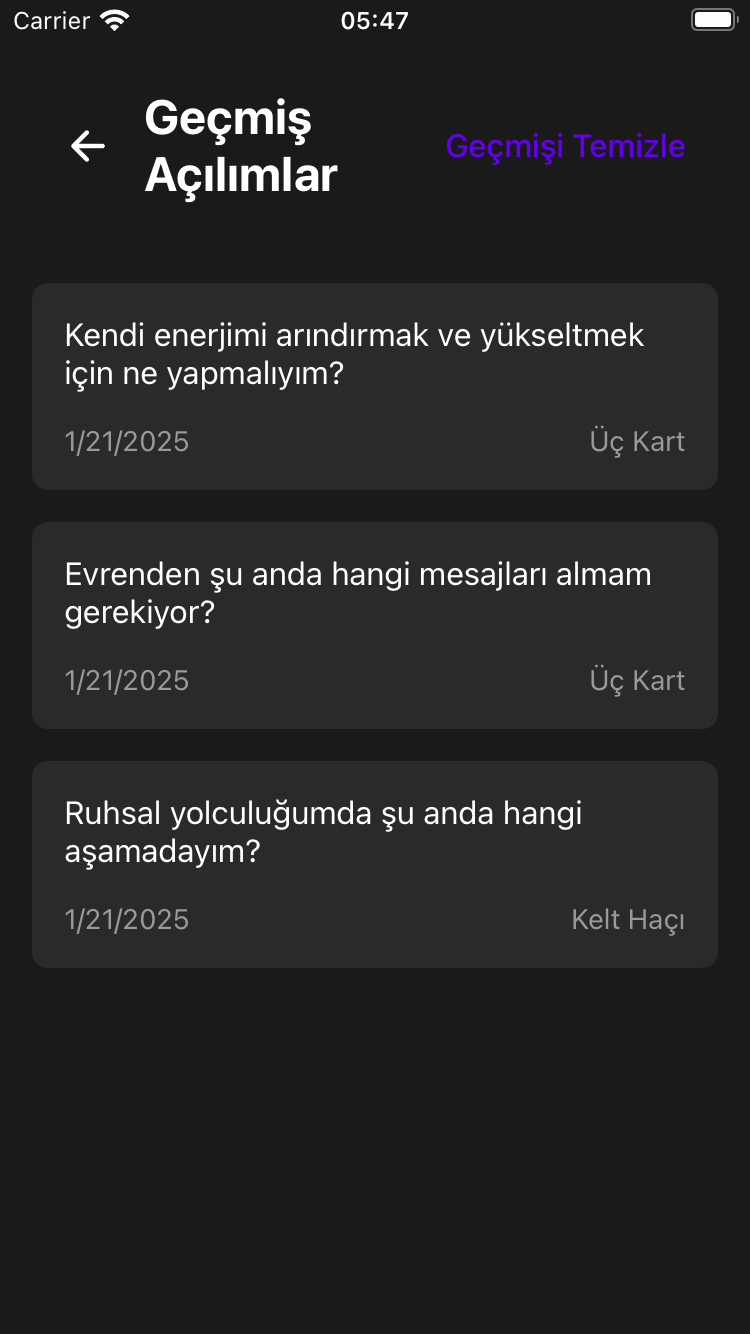 Carrier 05:47
Geçmiş
Açılımlar
Geçmişi Temizle
Kendi enerjimi arındırmak ve yükseltmek
için ne yapmalıyım?
1/21/2025 Üç Kart
Evrenden şu anda hangi mesajları almam
gerekiyor?
1/21/2025 Üç Kart
Ruhsal yolculuğumda şu anda hangi
aşamadayım?
1/21/2025 Kelt Haçı